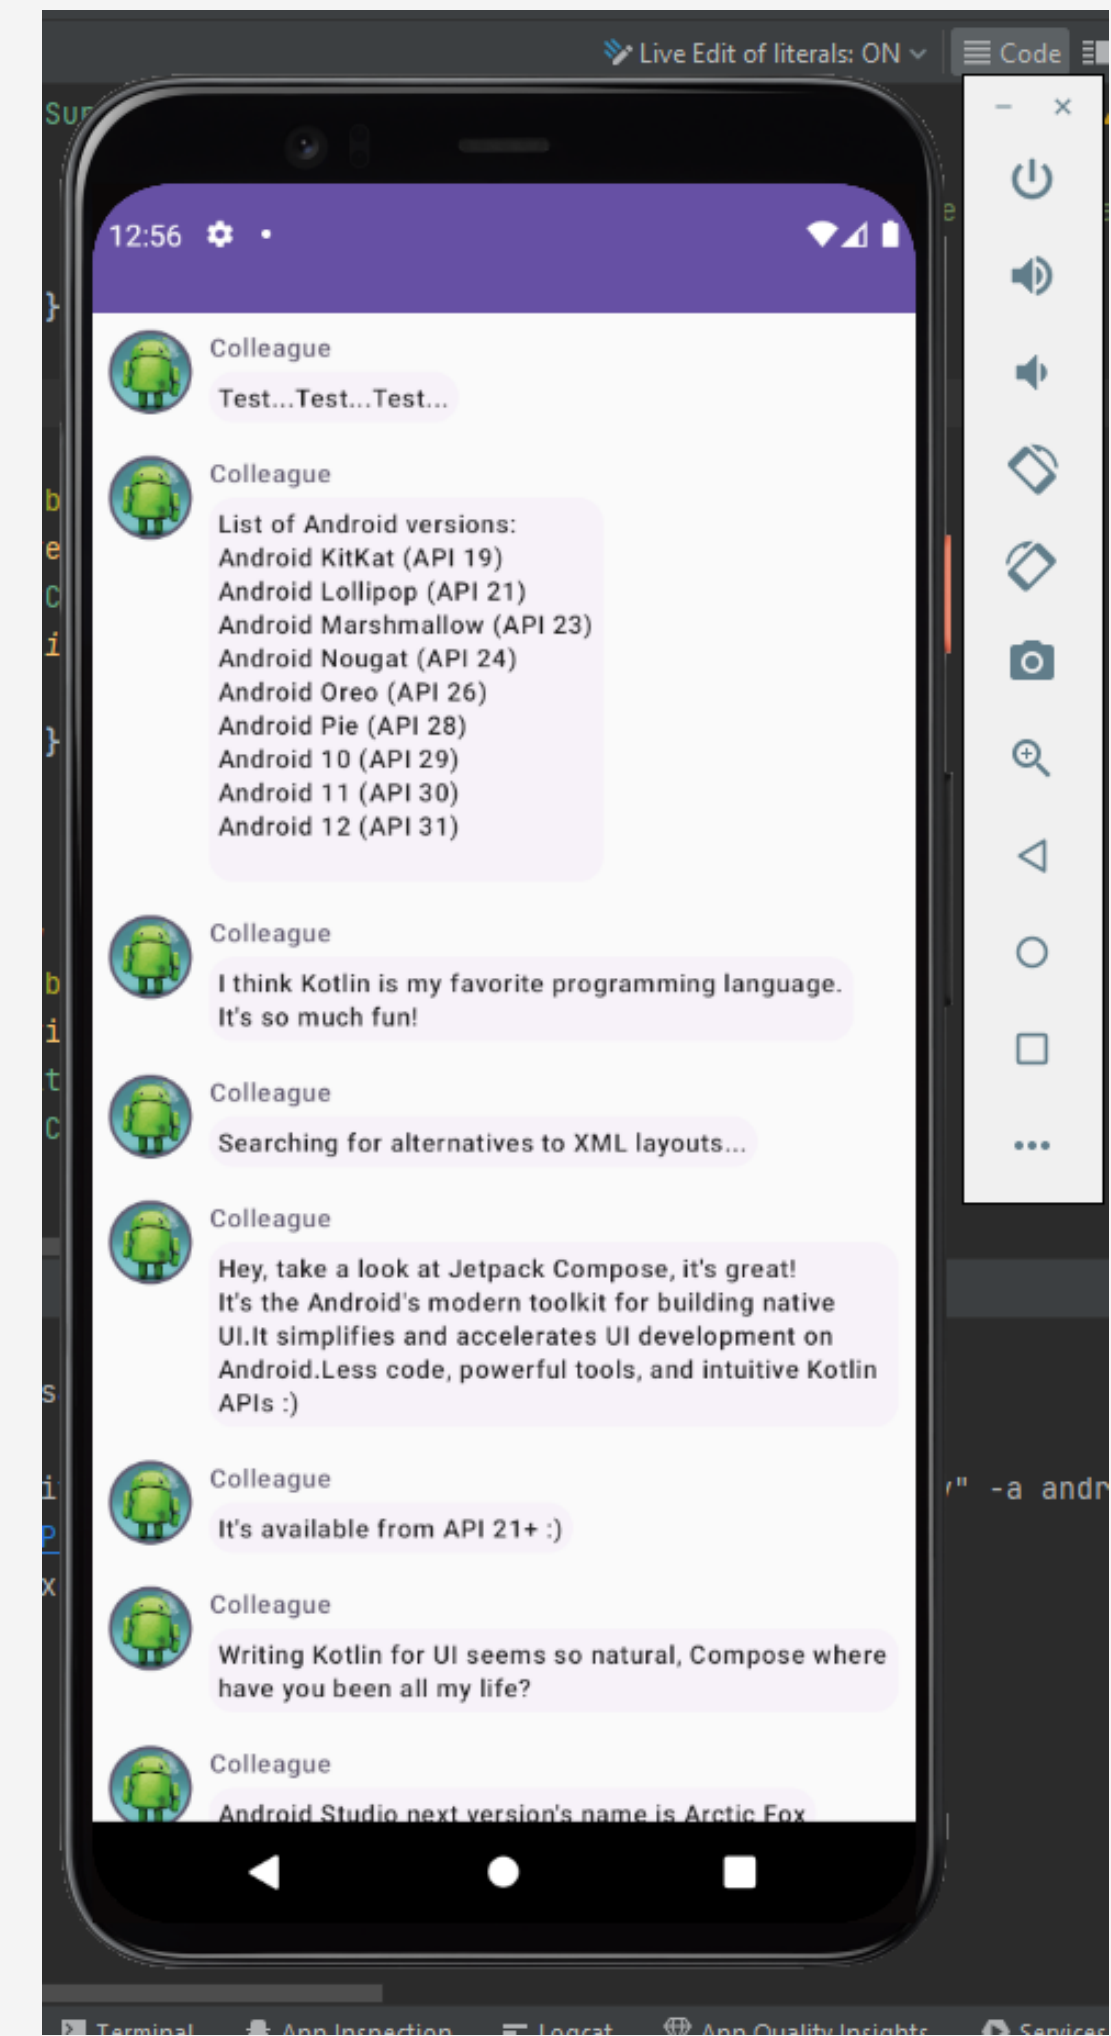 Live Edit of literals: ON
Code
12:56
Colleague
Test...Test...Test...
Colleague
List of Android versions:
Android KitKat (API 19)
Android Lollipop (API 21)
Android Marshmallow (API 23)
Android Nougat (API 24)
Android Oreo (API 26)
Android Pie (API 28)
Android 10 (API 29)
Android 11 (API 30)
Android 12 (API 31)
Colleague
I think Kotlin is my favorite programming language.
It's so much fun!
Colleague
Searching for alternatives to XML layouts...
Colleague
Hey, take a look at Jetpack Compose, it's great!
It's the Android's modern toolkit for building native
UI.It simplifies and accelerates UI development on
Android.Less code, powerful tools, and intuitive Kotlin
APIs :)
Colleague
It's available from API 21+ :)
" -a andr
Colleague
Writing Kotlin for UI seems so natural, Compose where
have you been all my life?
Colleague
Android Studio next version's name is Arctic Fox
Terminal App Inspection Logcat App Quality Insights Services